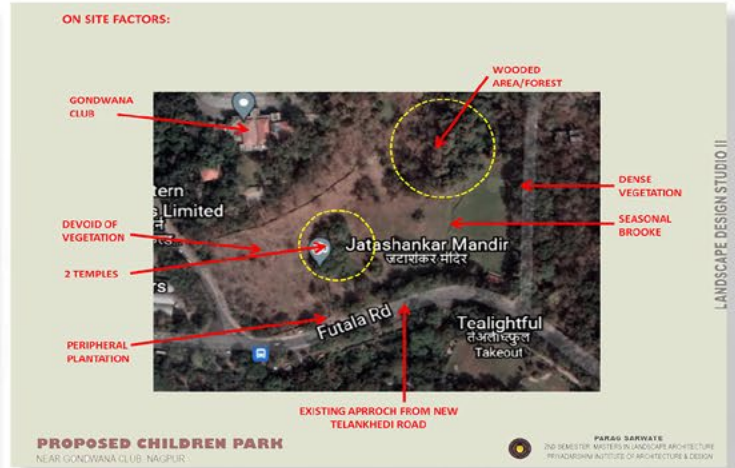 ON SITE FACTORS:
WOODED
AREA/FOREST
GONDWANA
CLUB
DENSE
VEGETATION
tern
s Limited
SEASONAL
BROOKE
DEVOID OF
VEGETATION
Jatashankar Mandir
जटाशंकर मंदिर
2 TEMPLES
rs
Futala Rd
Tealightful
Takeout
PERIPHERAL
PLANTATION
EXISTING APRROCH FROM NEW
TELANKHEDI ROAD
LANDSCAPE DESIGN STUDIO II
PROPOSED CHILDREN PARK
NEAR GONDWANA CLUB, NAGPUR
PARAG SARWATE
2ND SEMESTER, MASTERS IN LANDSCAPE ARCHITECTURE
PRIYADARSHINI INSTITUTE OF ARCHITECTURE & DESIGN